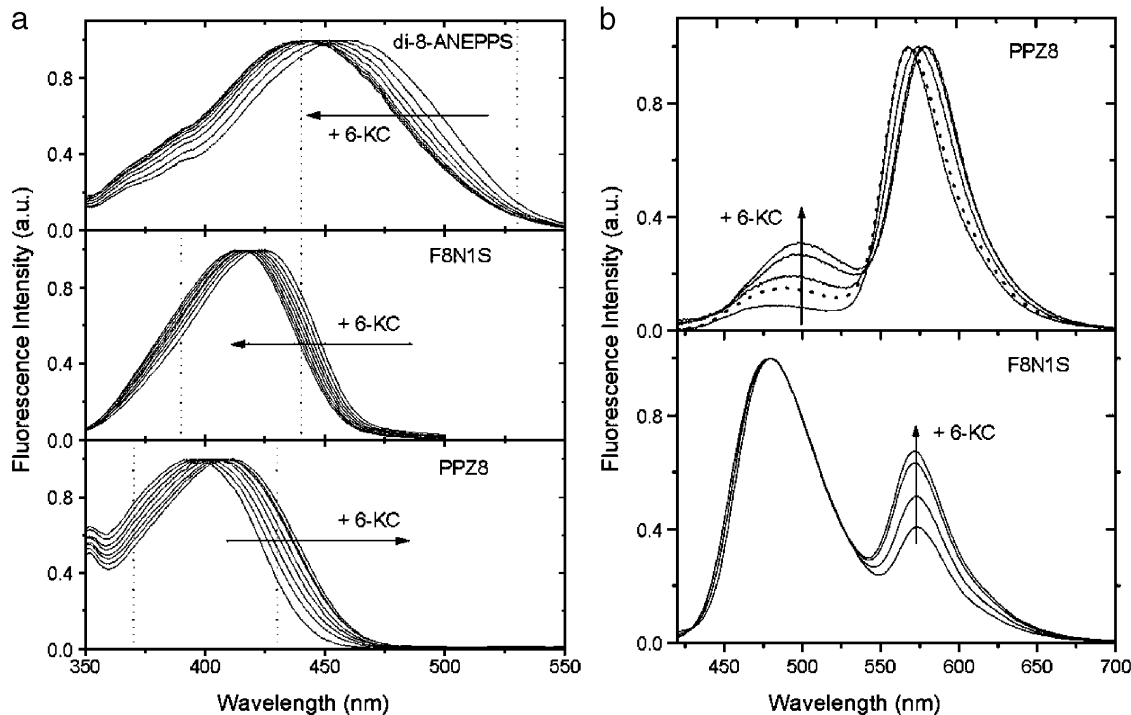 a
di-8-ANEPPS
0.8
+ 6-KC
0.4
0.0
F8N1S
0.8
+ 6-KC
0.4
0.0
PPZ8
0.8
+ 6-KC
0.4
0.0
350
400
450
500
550
Wavelength (nm)
Fluorescence Intensity (a.u.)
b
PPZ8
0.8
0.4
+ 6-KC
0.0
F8N1S
0.8
+ 6-KC
0.4
0.0
450
500
550
600
650
700
Wavelength (nm)
Fluorescence Intensity (a.u.)